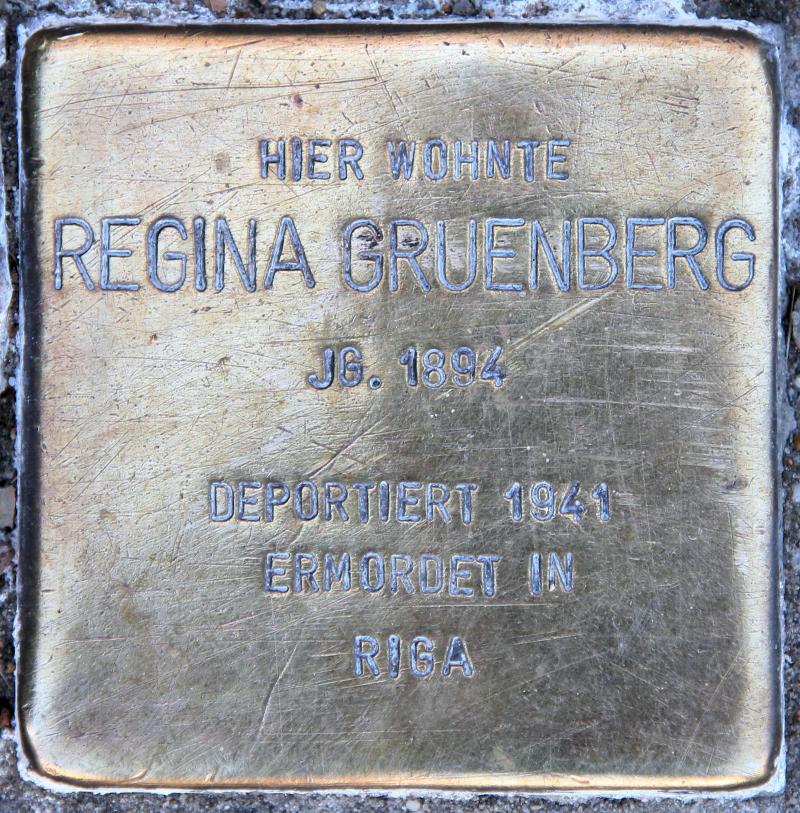 HIER WOHNTE
REGINA GRUENBERG
JG. 1894
DEPORTIERT 1941
ERMORDET IN
RIGA